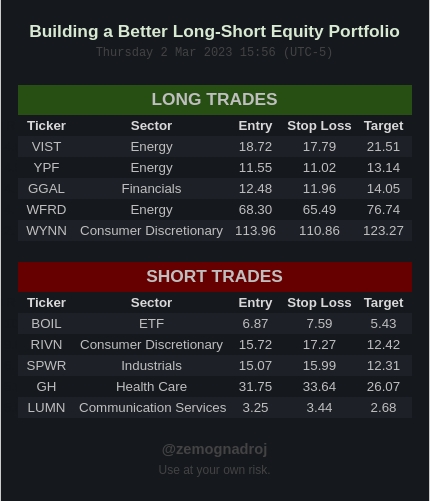 Building a Better Long-Short Equity Portfolio
Thursday 2 Mar 2023 15:56 (UTC-5)
LONG TRADES
Ticker Sector Entry Stop Loss Target
VIST Energy 18.72 17.79 21.51
YPF Energy 11.55 11.02 13.14
GGAL Financials 12.48 11.96 14.05
WFRD Energy 68.30 65.49 76.74
WYNN Consumer Discretionary 113.96 110.86 123.27
SHORT TRADES
Ticker Sector Entry Stop Loss Target
BOIL ETF 6.87 7.59 5.43
RIVN Consumer Discretionary 15.72 17.27 12.42
SPWR Industrials 15.07 15.99 12.31
GH Health Care 31.75 33.64 26.07
LUMN Communication Services 3.25 3.44 2.68
@zemognadroj
Use at your own risk.